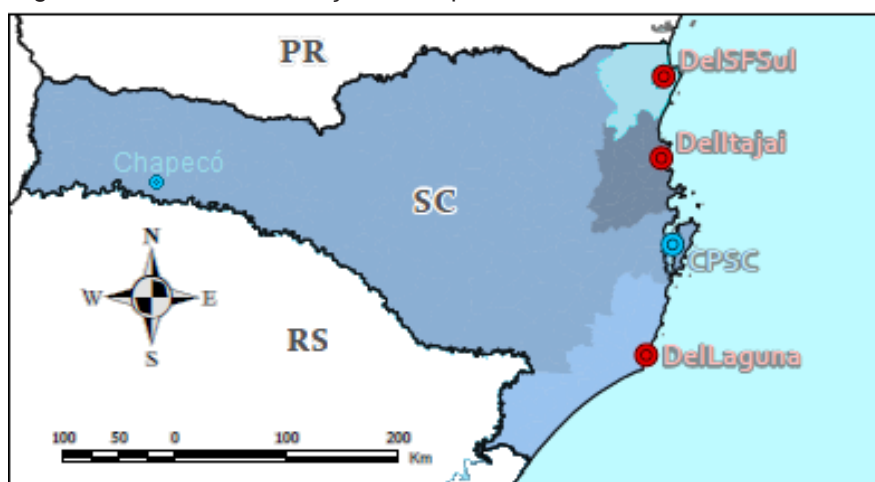 PR
DelSFSul
DelItajai
Chapecó
SC
CPSC
N
W E
S
RS
DelLaguna
100 50 0 100 200
Km